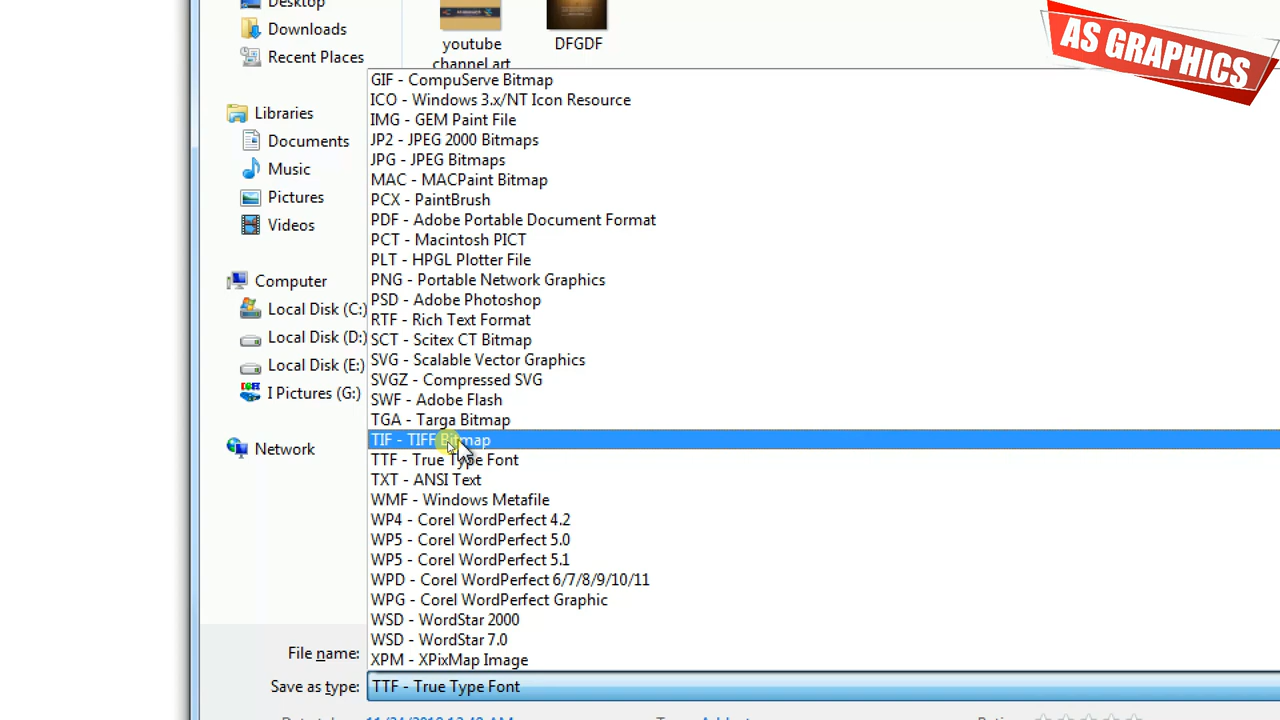 Desktop
Downloads
Recent Places
youtube
channel art
DFGDF
AS GRAPHICS
Libraries
Documents
Music
Pictures
Videos
Computer
Local Disk (C:)
Local Disk (D:)
Local Disk (E:)
I Pictures (G:)
Network
GIF - CompuServe Bitmap
ICO - Windows 3.x/NT Icon Resource
IMG - GEM Paint File
JP2 - JPEG 2000 Bitmaps
JPG - JPEG Bitmaps
MAC - MACPaint Bitmap
PCX - PaintBrush
PDF - Adobe Portable Document Format
PCT - Macintosh PICT
PLT - HPGL Plotter File
PNG - Portable Network Graphics
PSD - Adobe Photoshop
RTF - Rich Text Format
SCT - Scitex CT Bitmap
SVG - Scalable Vector Graphics
SVGZ - Compressed SVG
SWF - Adobe Flash
TGA - Targa Bitmap
TIF - TIFF Bitmap
TTF - True Type Font
TXT - ANSI Text
WMF - Windows Metafile
WP4 - Corel WordPerfect 4.2
WP5 - Corel WordPerfect 5.0
WP5 - Corel WordPerfect 5.1
WPD - Corel WordPerfect 6/7/8/9/10/11
WPG - Corel WordPerfect Graphic
WSD - WordStar 2000
WSD - WordStar 7.0
XPM - XPixMap Image
File name:
Save as type: TTF - True Type Font